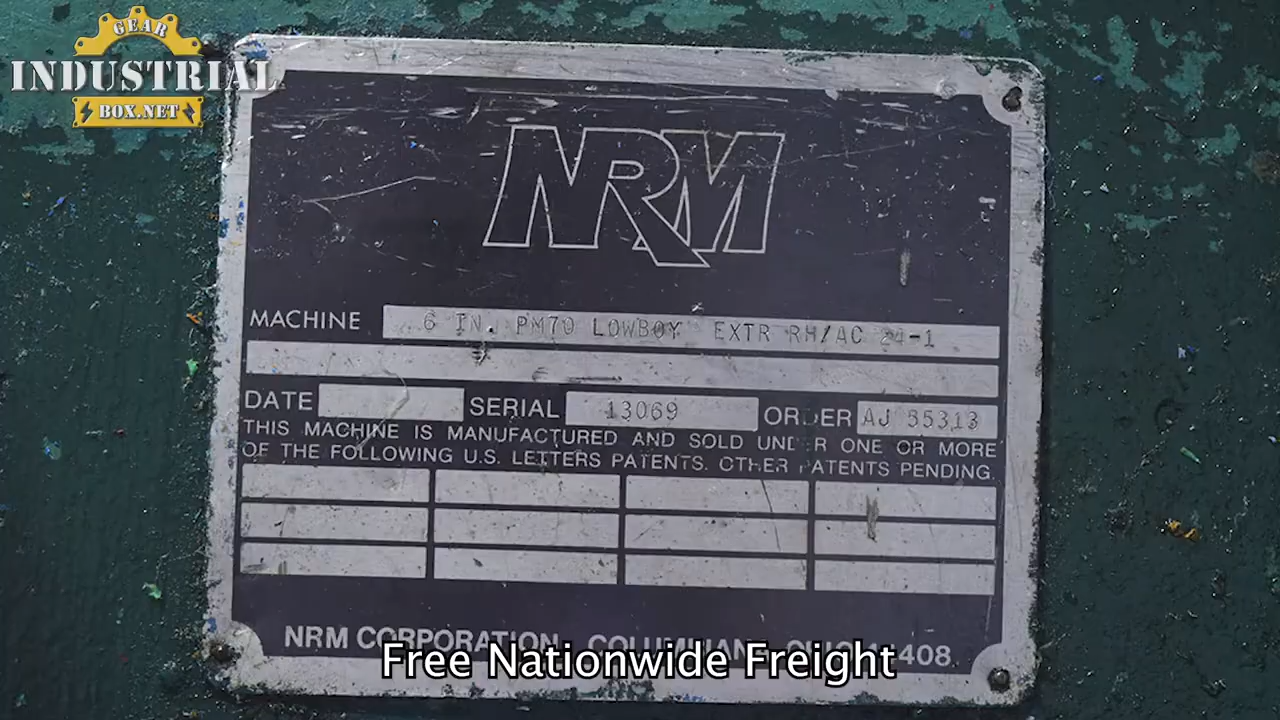 GEAR
INDUSTRIAL
BOX.NET
NRM
MACHINE 6 IN. PM70 LOWBOY EXTR RH/AC 24-1
DATE SERIAL 13069 ORDER AJ 55313
THIS MACHINE IS MANUFACTURED AND SOLD UNDER ONE OR MORE
OF THE FOLLOWING U.S. LETTERS PATENTS. OTHER PATENTS PENDING.
NRM CORPORATION
Free Nationwide Freight